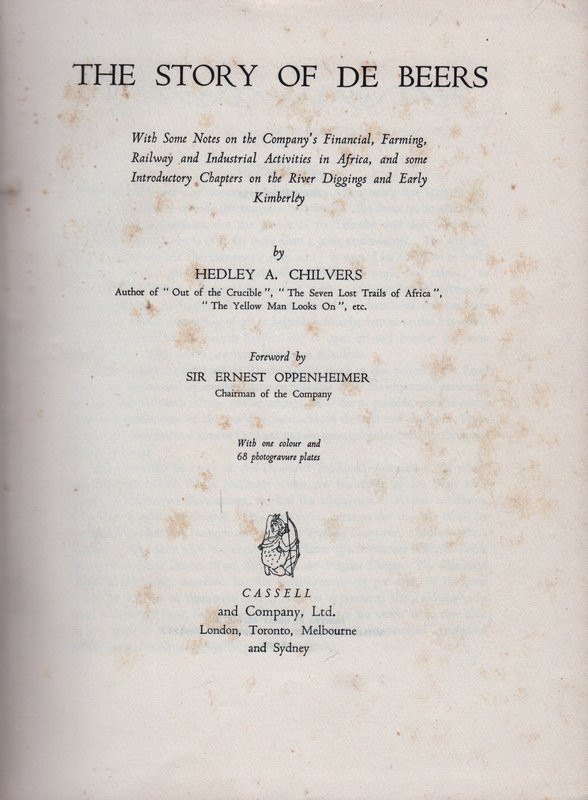 THE STORY OF DE BEERS
With Some Notes on the Company's Financial, Farming,
Railway and Industrial Activities in Africa, and some
Introductory Chapters on the River Diggings and Early
Kimberley
by
HEDLEY A. CHILVERS
Author of "Out of the Crucible", "The Seven Lost Trails of Africa",
"The Yellow Man Looks On", etc.
Foreword by
SIR ERNEST OPPENHEIMER
Chairman of the Company
With one colour and
68 photogravure plates
CASSELL
and Company, Ltd.
London, Toronto, Melbourne
and Sydney